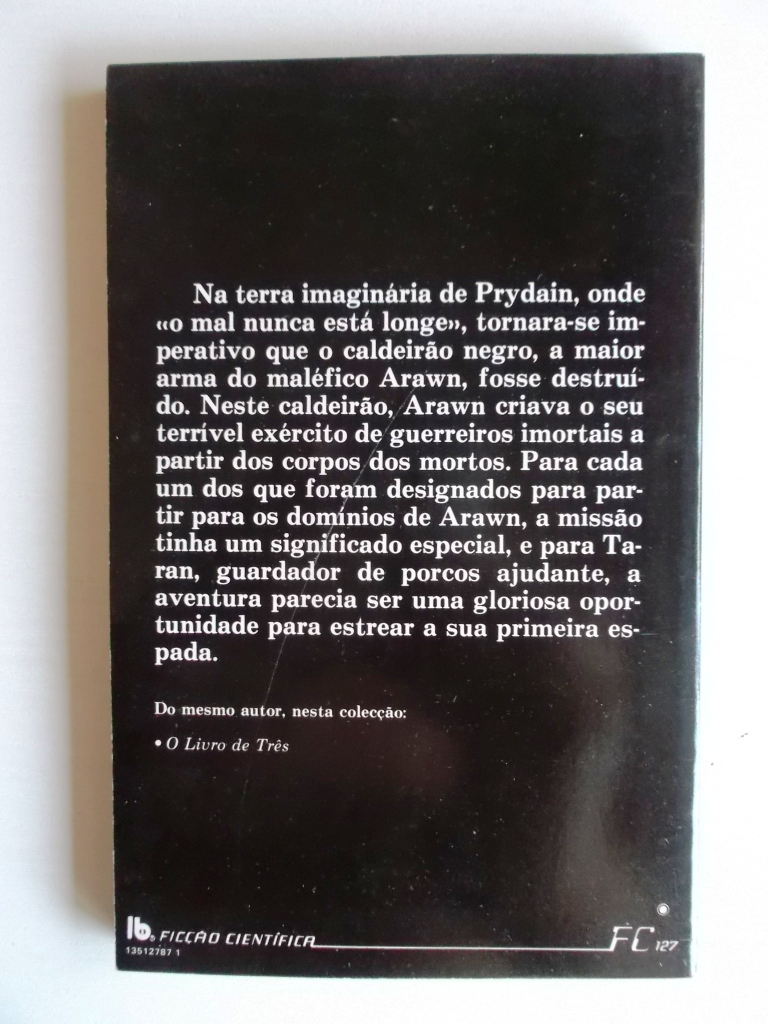 Na terra imaginária de Prydain, onde
«o mal nunca está longe», tornara-se im-
perativo que o caldeirão negro, a maior
arma do maléfico Arawn, fosse destruí-
do. Neste caldeirão, Arawn criava o seu
terrível exército de guerreiros imortais a
partir dos corpos dos mortos. Para cada
um dos que foram designados para par-
tir para os domínios de Arawn, a missão
tinha um significado especial, e para Ta-
ran, guardador de porcos ajudante, a
aventura parecia ser uma gloriosa opor-
tunidade para estrear a sua primeira es-
pada.
Do mesmo autor, nesta colecção:
• O Livro de Três
lb FICÇÃO CIENTÍFICA FC 127
13512787 1